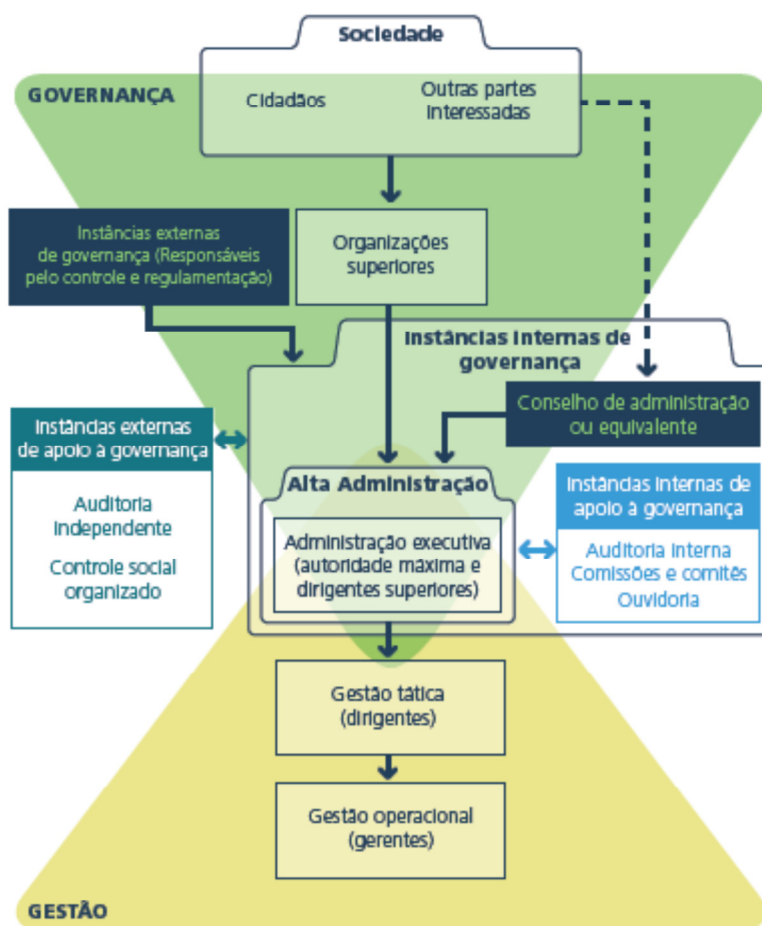 Sociedade
GOVERNANÇA
Cidadãos
Outras partes
interessadas
Instâncias externas
de governança (Responsáveis
pelo controle e regulamentação)
Organizações
superiores
Instâncias internas de
governança
Conselho de administração
ou equivalente
Instâncias externas
de apoio à governança
Auditoria
independente
Controle social
organizado
Alta Administração
Administração executiva
(autoridade máxima e
dirigentes superiores)
Instâncias internas de
apoio à governança
Auditoria interna
Comissões e comitês
Ouvidoria
Gestão tática
(dirigentes)
Gestão operacional
(gerentes)
GESTÃO